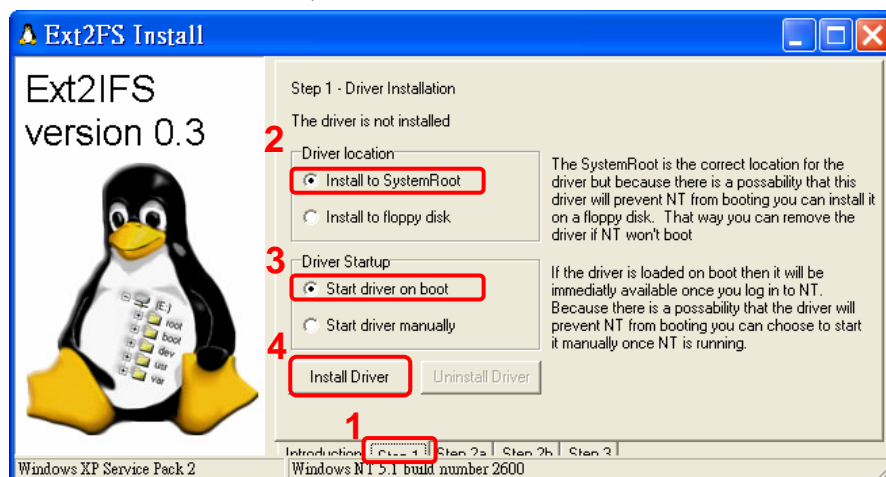 Ext2FS Install
Ext2IFS
version 0.3
(E:)
root
boot
dev
usr
var
Step 1 - Driver Installation
The driver is not installed
2
Driver location
Install to SystemRoot
Install to floppy disk
The SystemRoot is the correct location for the
driver but because there is a possability that this
driver will prevent NT from booting you can install it
on a floppy disk. That way you can remove the
driver if NT won't boot
3
Driver Startup
Start driver on boot
Start driver manually
If the driver is loaded on boot then it will be
immediatly available once you log in to NT.
Because there is a possability that the driver will
prevent NT from booting you can choose to start
it manually once NT is running.
4
Install Driver
Uninstall Driver
1
Introduction Step 1 Step 2a Step 2b Step 3
Windows XP Service Pack 2
Windows NT 5.1 build number 2600